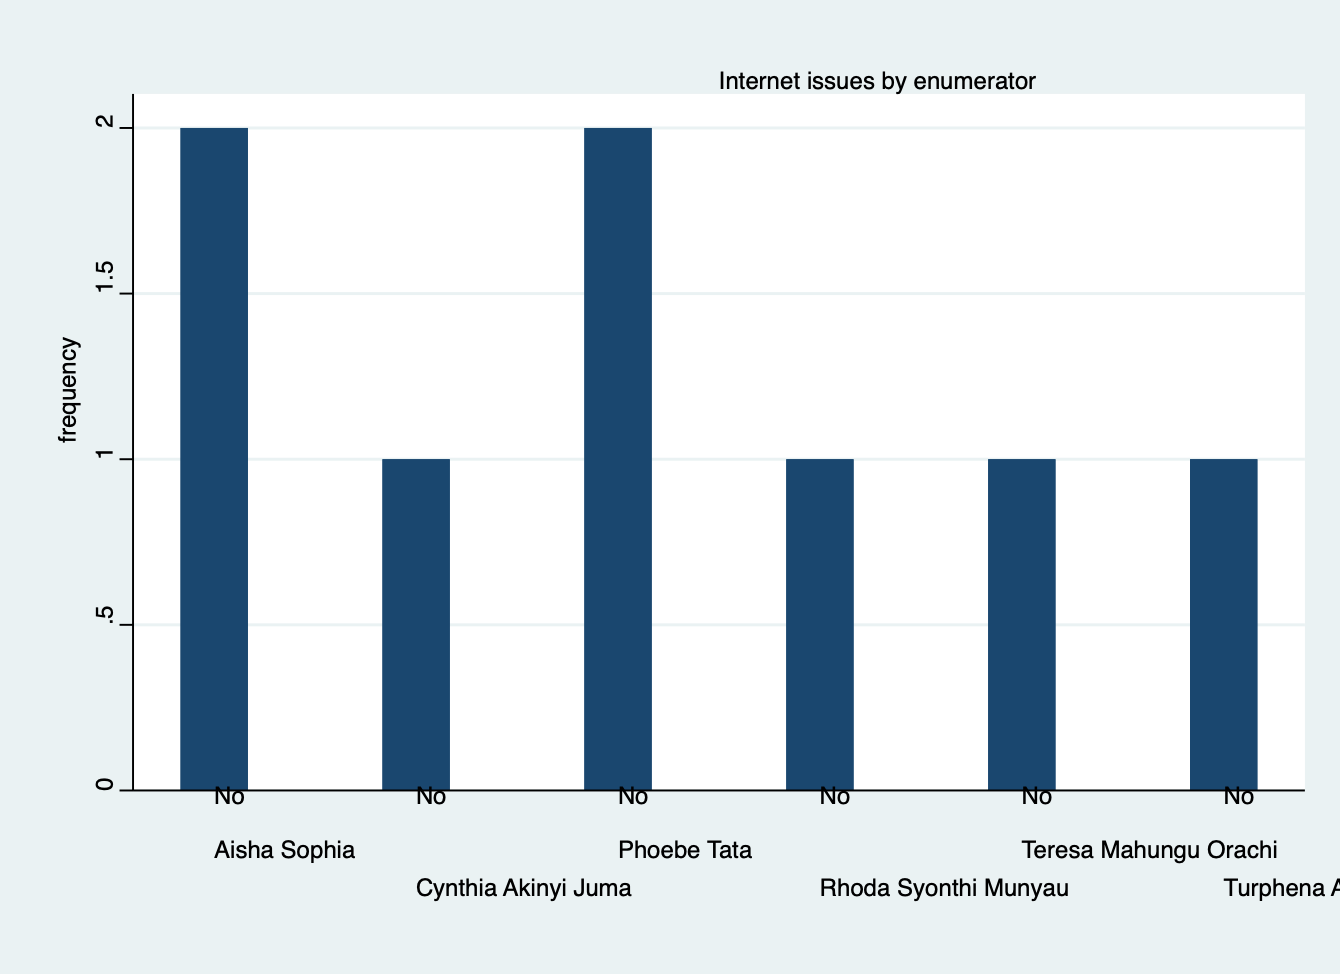 Internet issues by enumerator
frequency
2
1.5
1
.5
0
No No No No No No
Aisha Sophia Phoebe Tata Teresa Mahungu Orachi
Cynthia Akinyi Juma Rhoda Syonthi Munyau Turphena A